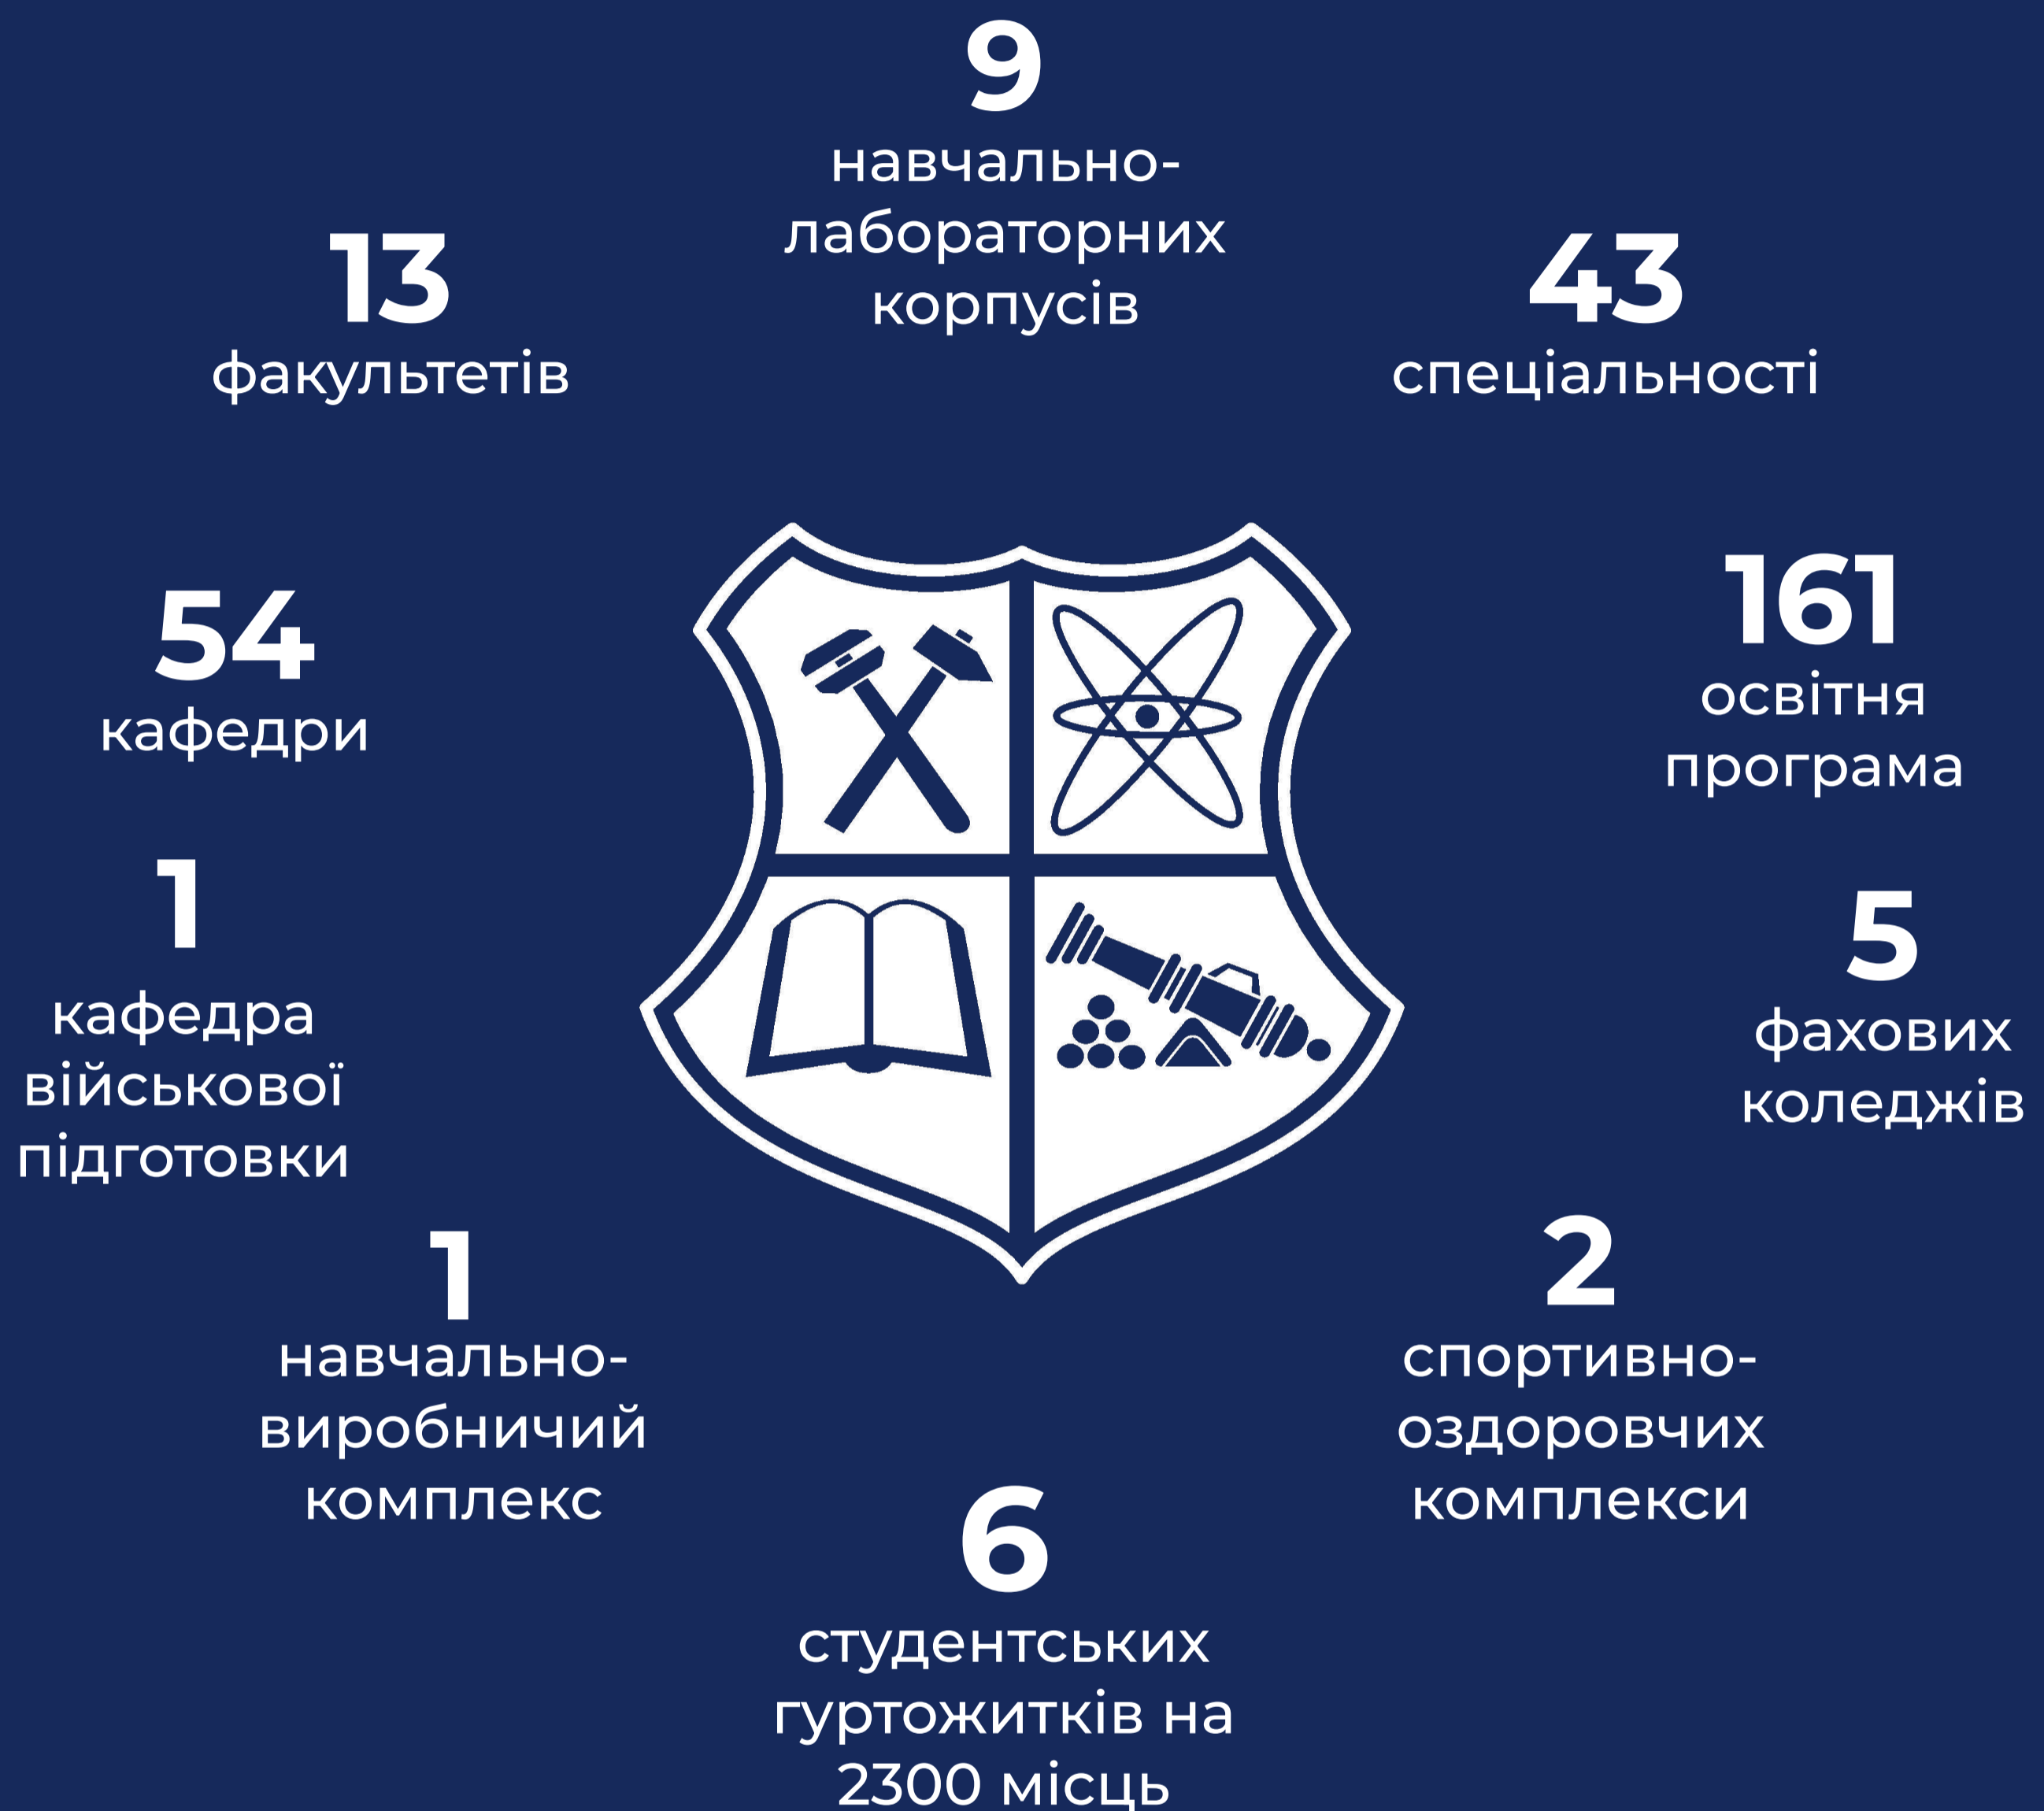 9
навчально-
лабораторних
корпусів
13
факультетів
43
спеціальності
54
кафедри
161
освітня
програма
1
кафедра
військової
підготовки
5
фахових
коледжів
1
навчально-
виробничий
комплекс
2
спортивно-
оздоровчих
комплекси
6
студентських
гуртожитків на
2300 місць